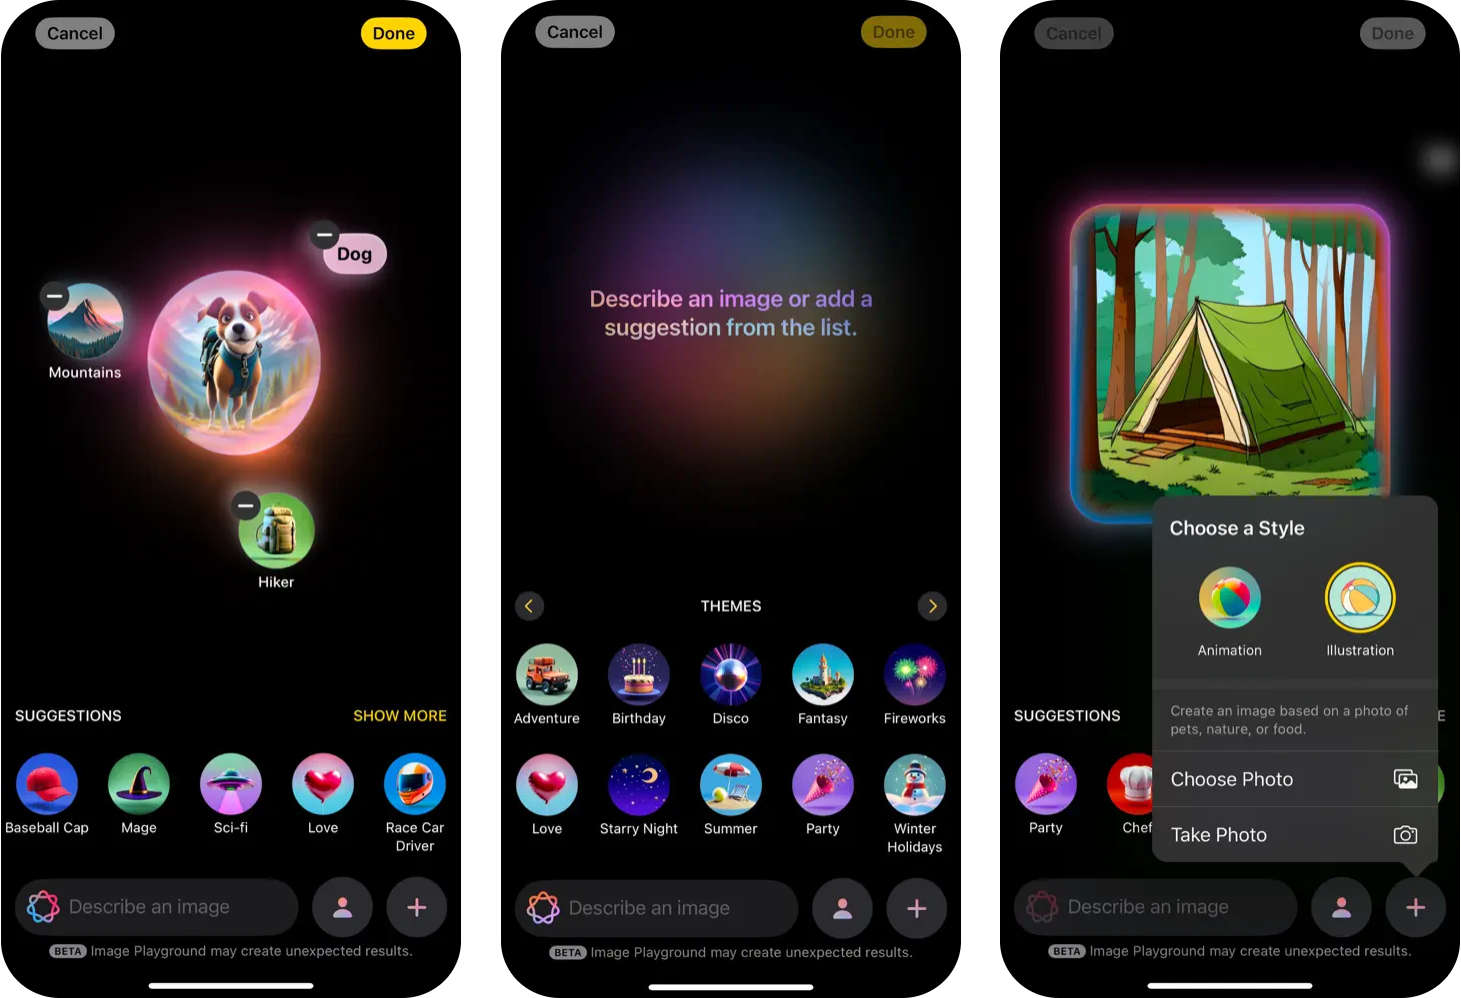 Cancel
Done
Dog
Mountains
Hiker
SUGGESTIONS
SHOW MORE
Baseball Cap
Mage
Sci-fi
Love
Race Car
Driver
Describe an image
BETA Image Playground may create unexpected results.
Cancel
Done
Describe an image or add a
suggestion from the list.
THEMES
Adventure
Birthday
Disco
Fantasy
Fireworks
Love
Starry Night
Summer
Party
Winter
Holidays
Describe an image
BETA Image Playground may create unexpected results.
Cancel
Done
Choose a Style
Animation
Illustration
Create an image based on a photo of
pets, nature, or food.
Choose Photo
Take Photo
SUGGESTIONS
E
Party
Chef
Describe an image
BETA Image Playground may create unexpected results.